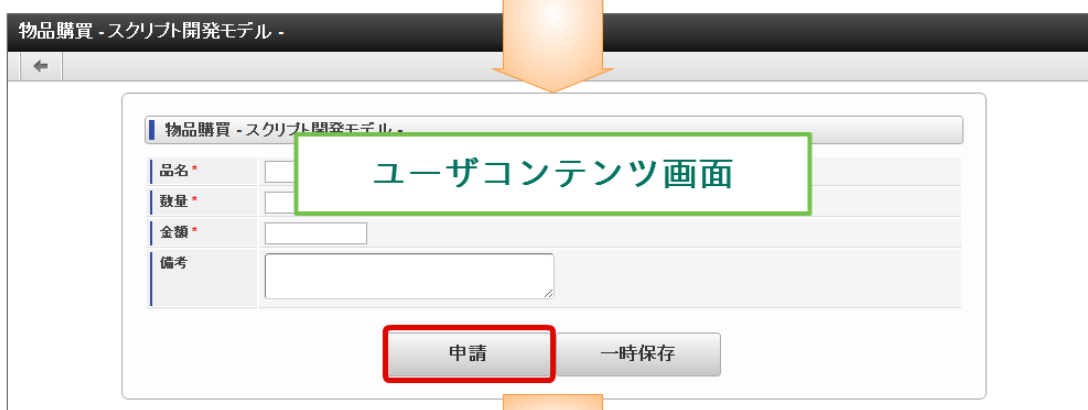 物品購買 -スクリプト開発モデル -
物品購買 -スクリプト開発モデル -
ユーザコンテンツ画面
品名*
数量*
金額*
備考
申請 一時保存